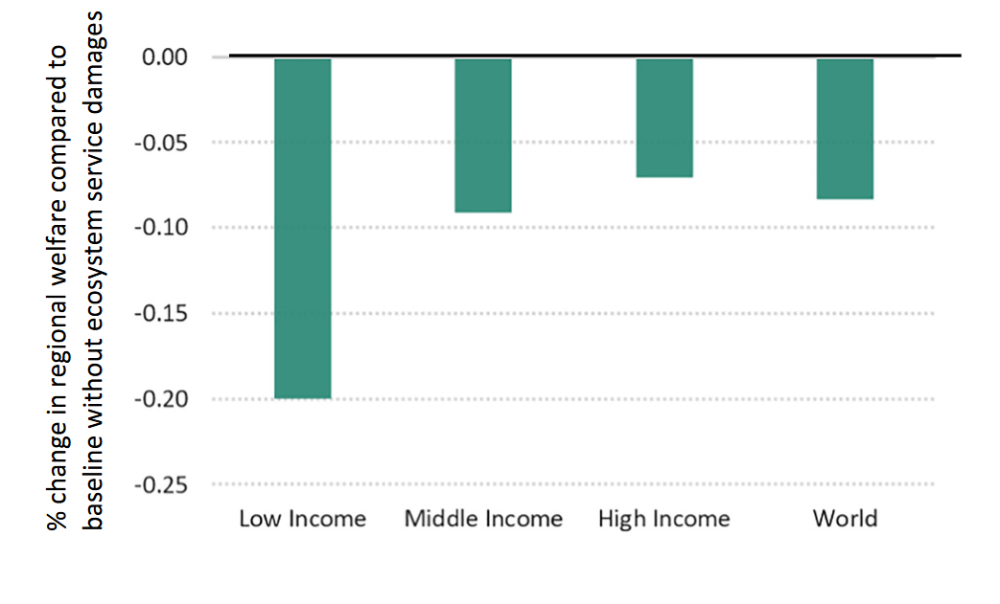 % change in regional welfare compared to
baseline without ecosystem service damages
0.00
-0.05
-0.10
-0.15
-0.20
-0.25
Low Income Middle Income High Income World